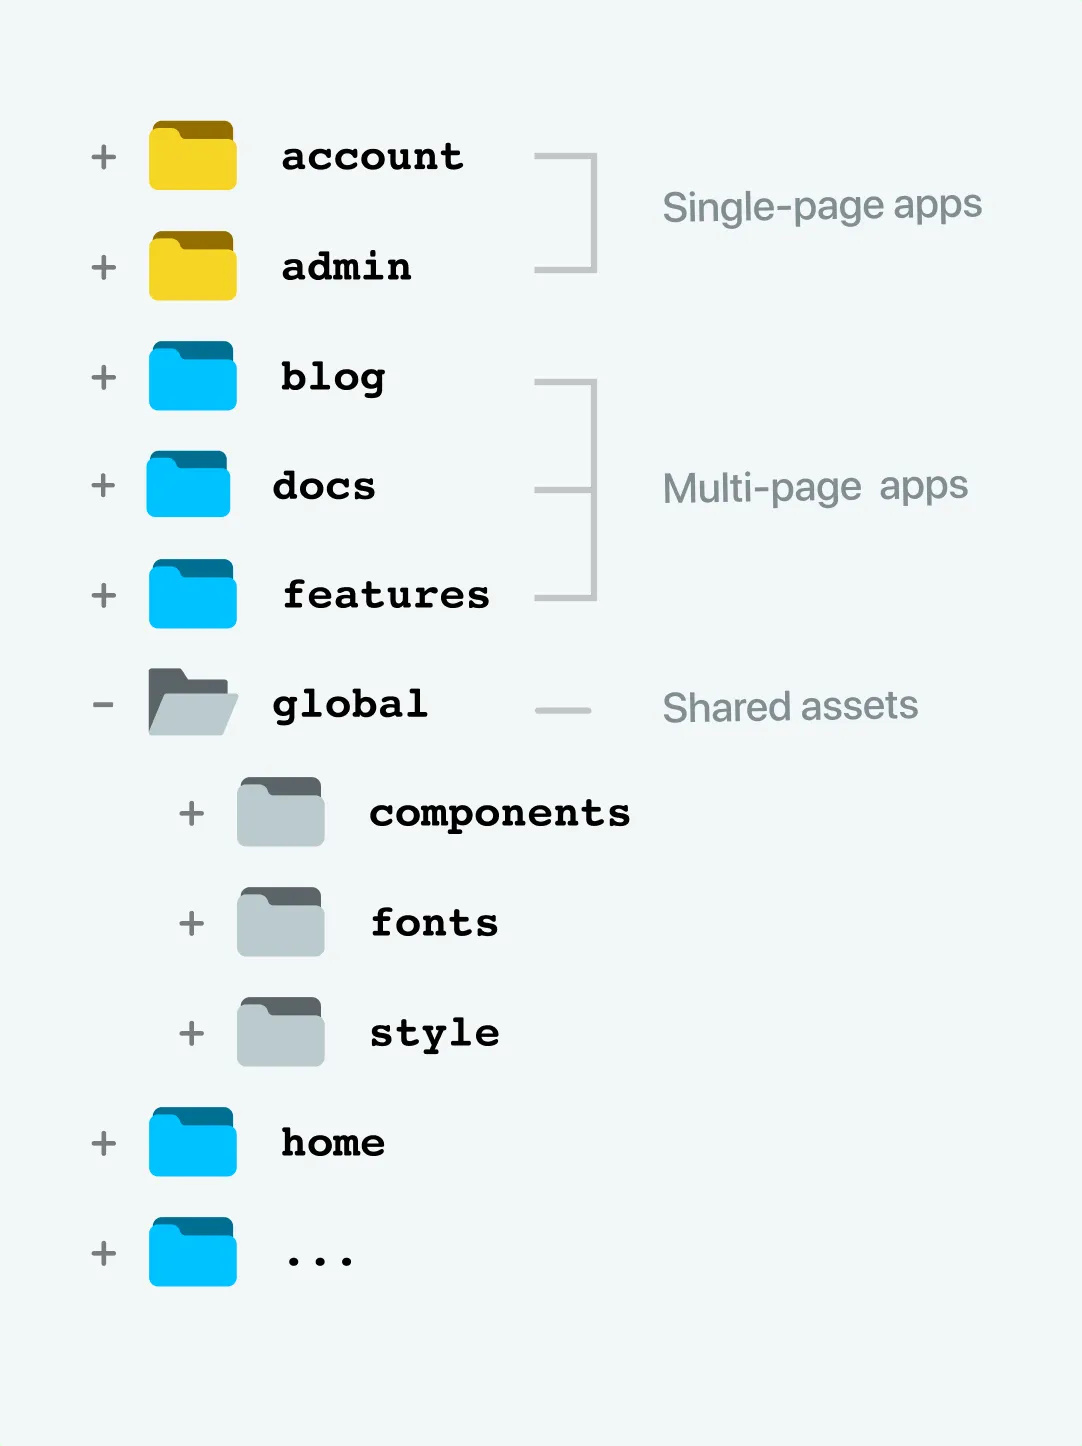 + account
Single-page apps
+ admin
+ blog
+ docs
Multi-page apps
+ features
- global
Shared assets
+ components
+ fonts
+ style
+ home
+ ...